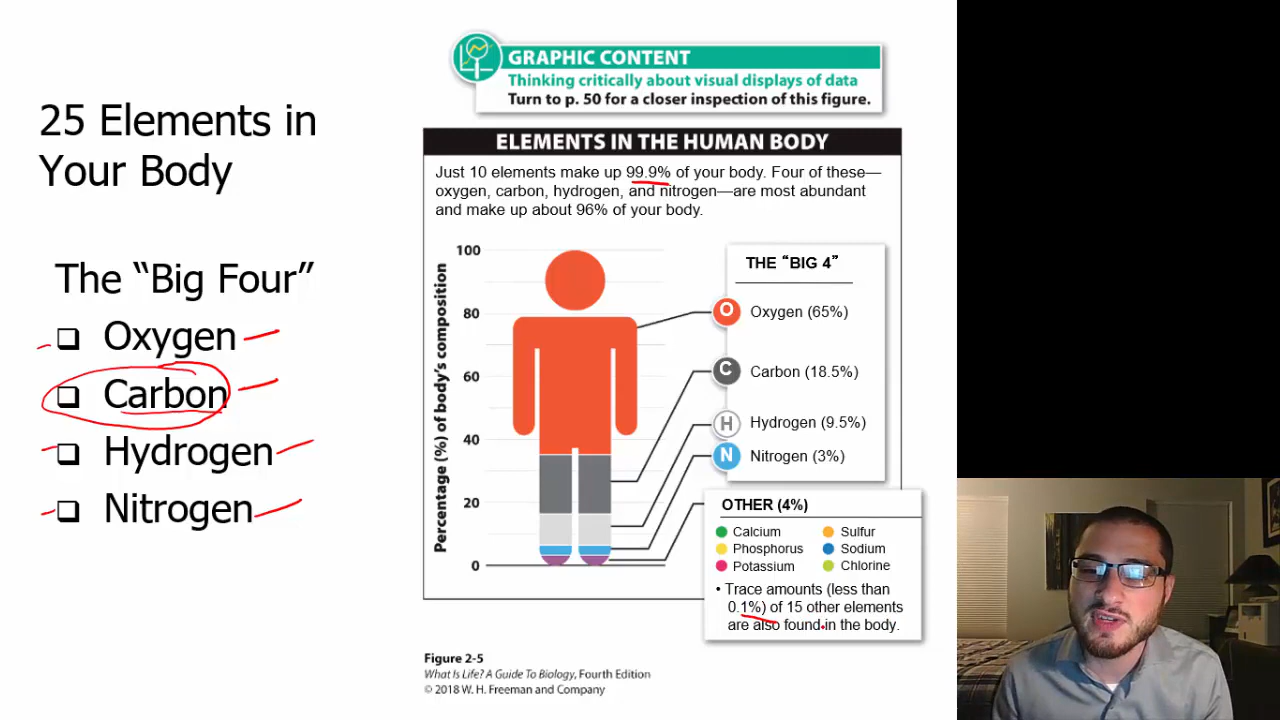 25 Elements in
Your Body
The “Big Four”
Oxygen
Carbon
Hydrogen
Nitrogen
GRAPHIC CONTENT
Thinking critically about visual displays of data
Turn to p. 50 for a closer inspection of this figure.
ELEMENTS IN THE HUMAN BODY
Just 10 elements make up 99.9% of your body. Four of these—
oxygen, carbon, hydrogen, and nitrogen—are most abundant
and make up about 96% of your body.
Percentage (%) of body’s composition
100
80
60
40
20
0
THE “BIG 4”
O Oxygen (65%)
C Carbon (18.5%)
H Hydrogen (9.5%)
N Nitrogen (3%)
OTHER (4%)
Calcium Sulfur
Phosphorus Sodium
Potassium Chlorine
• Trace amounts (less than
0.1%) of 15 other elements
are also found in the body.
Figure 2-5
What Is Life? A Guide To Biology, Fourth Edition
© 2018 W. H. Freeman and Company